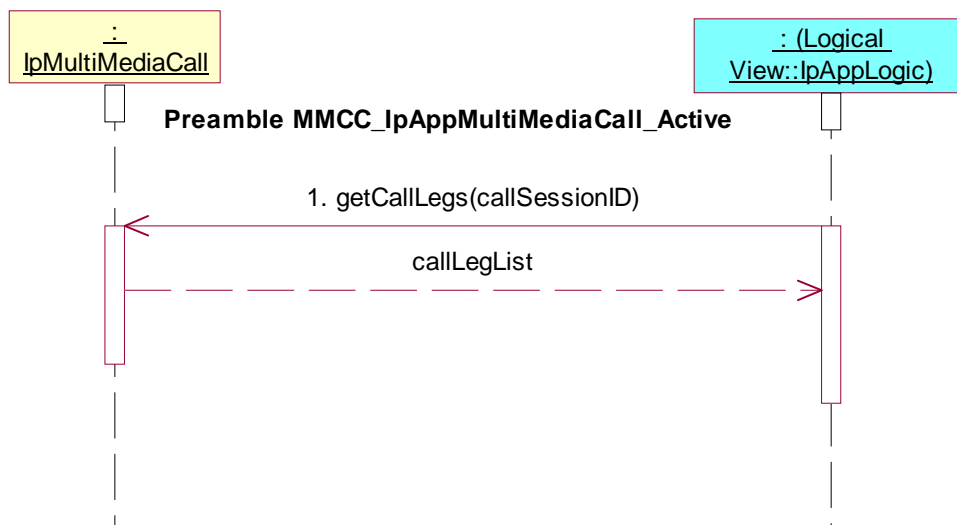 :
IpMultiMediaCall
: (Logical
View::IpAppLogic)
Preamble MMCC_IpAppMultiMediaCall_Active
1. getCallLegs(callSessionID)
callLegList